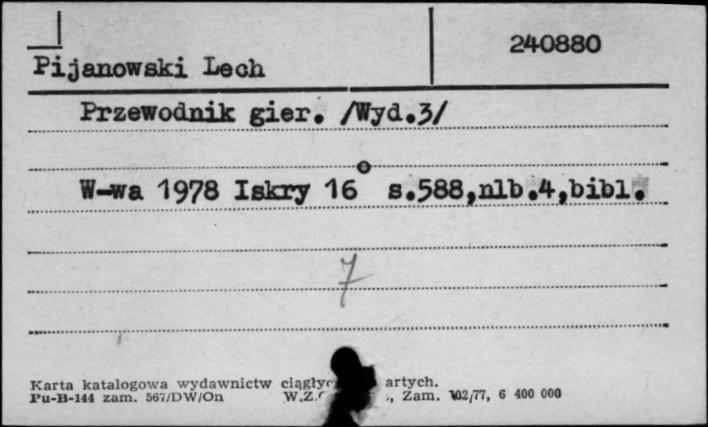 240880
Pijanowski Lech
Przewodnik gier. /Wyd.3/
W-wa 1978 Iskry 16° s.588,nlb.4,bibl.
7
Karta katalogowa wydawnictw artych.
Pu-B-144 zam. 567/DW/On W.Z. Zam. 102/77, 6 400 000